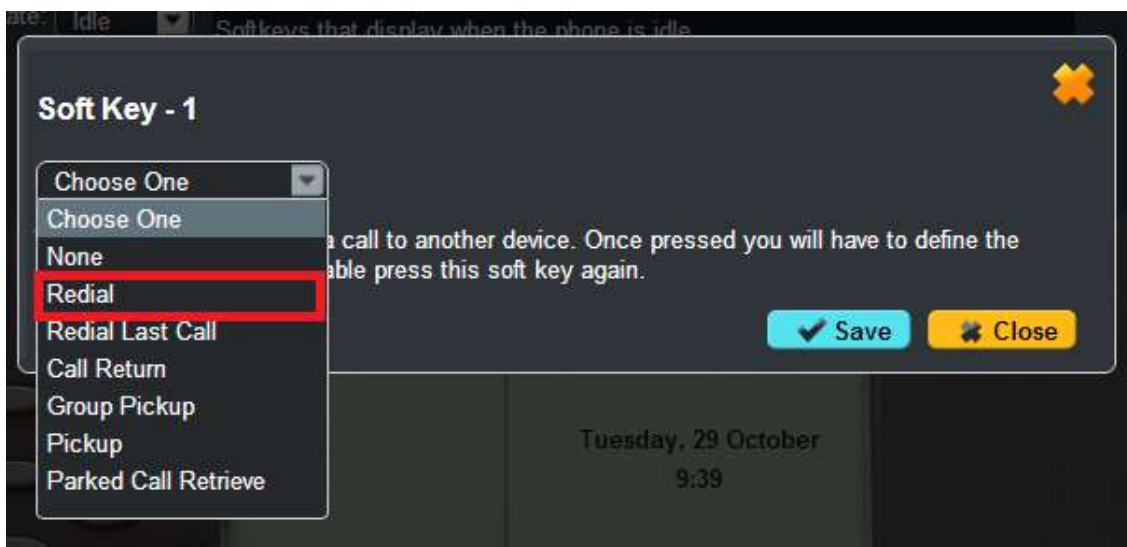 ate: Idle Softkeys that display when the phone is idle
Soft Key - 1
Choose One
Choose One
None
Redial
Redial Last Call
Call Return
Group Pickup
Pickup
Parked Call Retrieve
a call to another device. Once pressed you will have to define the
able press this soft key again.
Save Close
Tuesday, 29 October
9:39